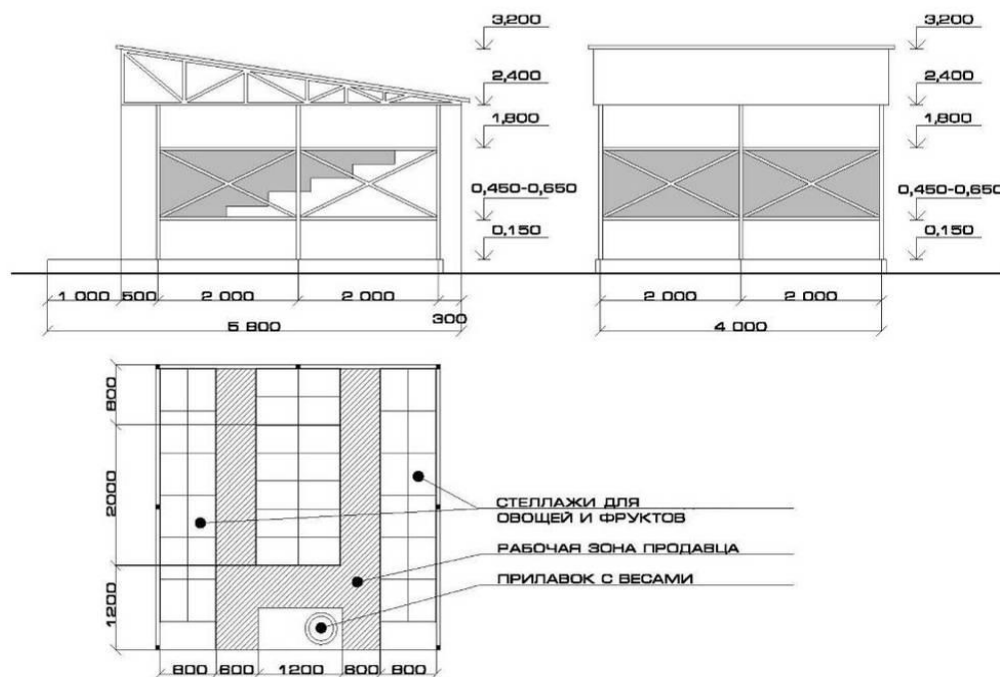 3,200
2,400
1,800
0,450-0,650
0,150
3,200
2,400
1,800
0,450-0,650
0,150
1 000 500 2 000 2 000 300
5 800
2 000 2 000
4 000
800
2000
1200
СТЕЛЛАЖИ ДЛЯ
ОВОЩЕЙ И ФРУКТОВ
РАБОЧАЯ ЗОНА ПРОДАВЦА
ПРИЛАВОК С ВЕСАМИ
800 600 1200 600 800